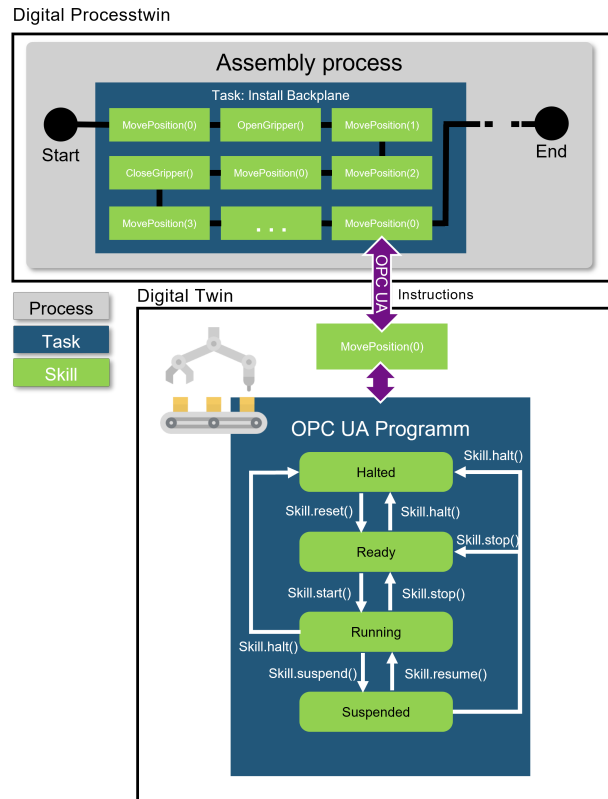 Digital Processtwin
Assembly process
Task: Install Backplane
MovePosition(0) OpenGripper() MovePosition(1)
Start
End
CloseGripper() MovePosition(0) MovePosition(2)
MovePosition(3) ... MovePosition(0)
OPC UA
Digital Twin
Instructions
Process
Task
Skill
MovePosition(0)
OPC UA Programm
Skill.halt()
Halted
Skill.reset() Skill.halt()
Skill.stop()
Ready
Skill.start() Skill.stop()
Running
Skill.halt()
Skill.suspend() Skill.resume()
Suspended